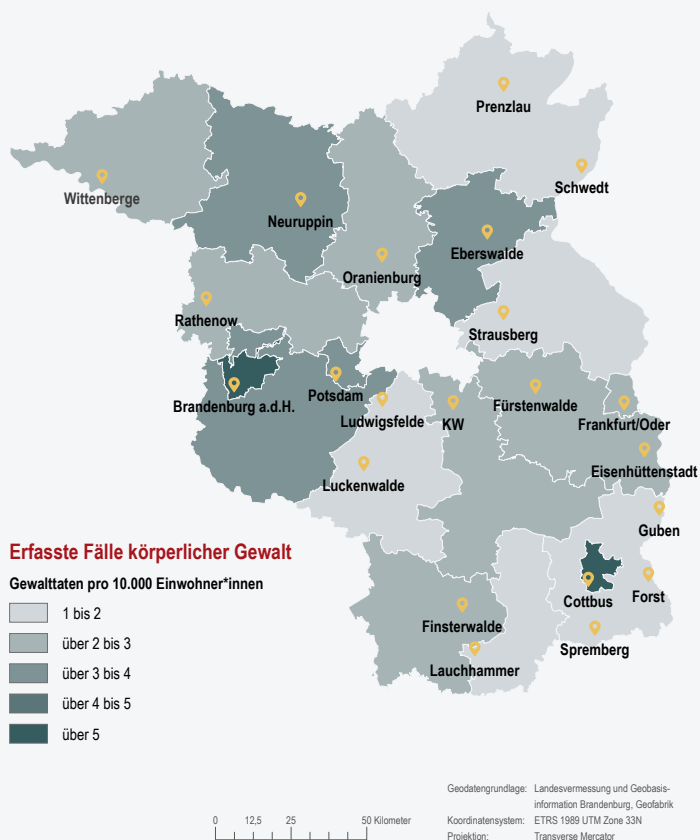 Prenzlau
Schwedt
Wittenberge
Neuruppin
Eberswalde
Oranienburg
Rathenow
Strausberg
Potsdam
Brandenburg a.d.H.
Fürstenwalde
Ludwigsfelde
KW
Frankfurt/Oder
Eisenhüttenstadt
Luckenwalde
Guben
Erfasste Fälle körperlicher Gewalt
Gewalttaten pro 10.000 Einwohner*innen
1 bis 2
über 2 bis 3
über 3 bis 4
über 4 bis 5
über 5
Cottbus
Forst
Finsterwalde
Spremberg
Lauchhammer
Geodatengrundlage: Landesvermessung und Geobasis-
information Brandenburg, Geofabrik
Koordinatensystem: ETRS 1989 UTM Zone 33N
Projektion: Transverse Mercator
0 12,5 25 50 Kilometer